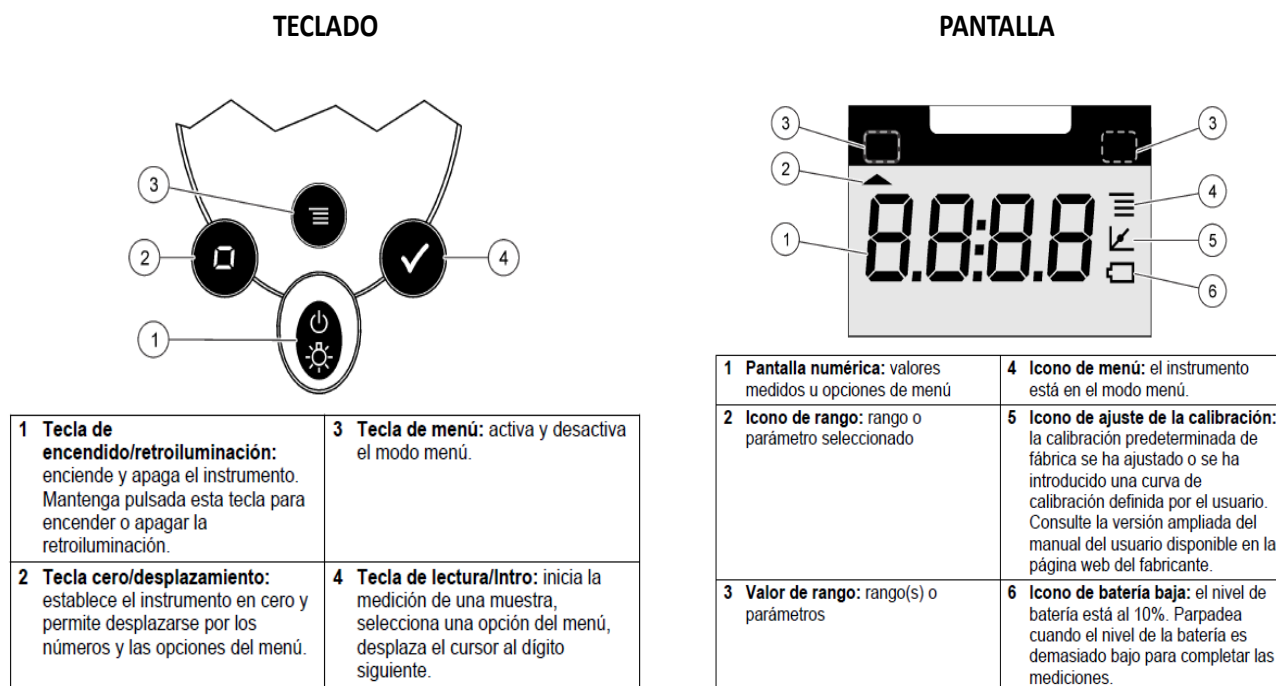 TECLADO
3
2
4
1
1 Tecla de
encendido/retroiluminación:
enciende y apaga el instrumento.
Mantenga pulsada esta tecla para
encender o apagar la
retroiluminación.
3 Tecla de menú: activa y desactiva
el modo menú.
2 Tecla cero/desplazamiento:
establece el instrumento en cero y
permite desplazarse por los
números y las opciones del menú.
4 Tecla de lectura/Intro: inicia la
medición de una muestra,
selecciona una opción del menú,
desplaza el cursor al dígito
siguiente.
PANTALLA
3
3
2
4
8.8:8.8
1
5
6
1 Pantalla numérica: valores
medidos u opciones de menú
4 Icono de menú: el instrumento
está en el modo menú.
2 Icono de rango: rango o
parámetro seleccionado
5 Icono de ajuste de la calibración:
la calibración predeterminada de
fábrica se ha ajustado o se ha
introducido una curva de
calibración definida por el usuario.
Consulte la versión ampliada del
manual del usuario disponible en la
página web del fabricante.
3 Valor de rango: rango(s) o
parámetros
6 Icono de batería baja: el nivel de
batería está al 10%. Parpadea
cuando el nivel de la batería es
demasiado bajo para completar las
mediciones.